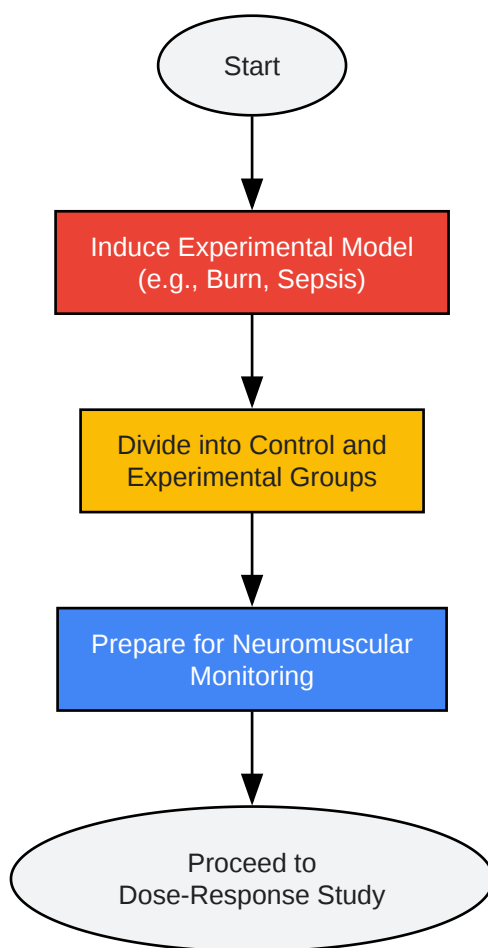 Start
Induce Experimental Model
(e.g., Burn, Sepsis)
Divide into Control and
Experimental Groups
Prepare for Neuromuscular
Monitoring
Proceed to
Dose-Response Study